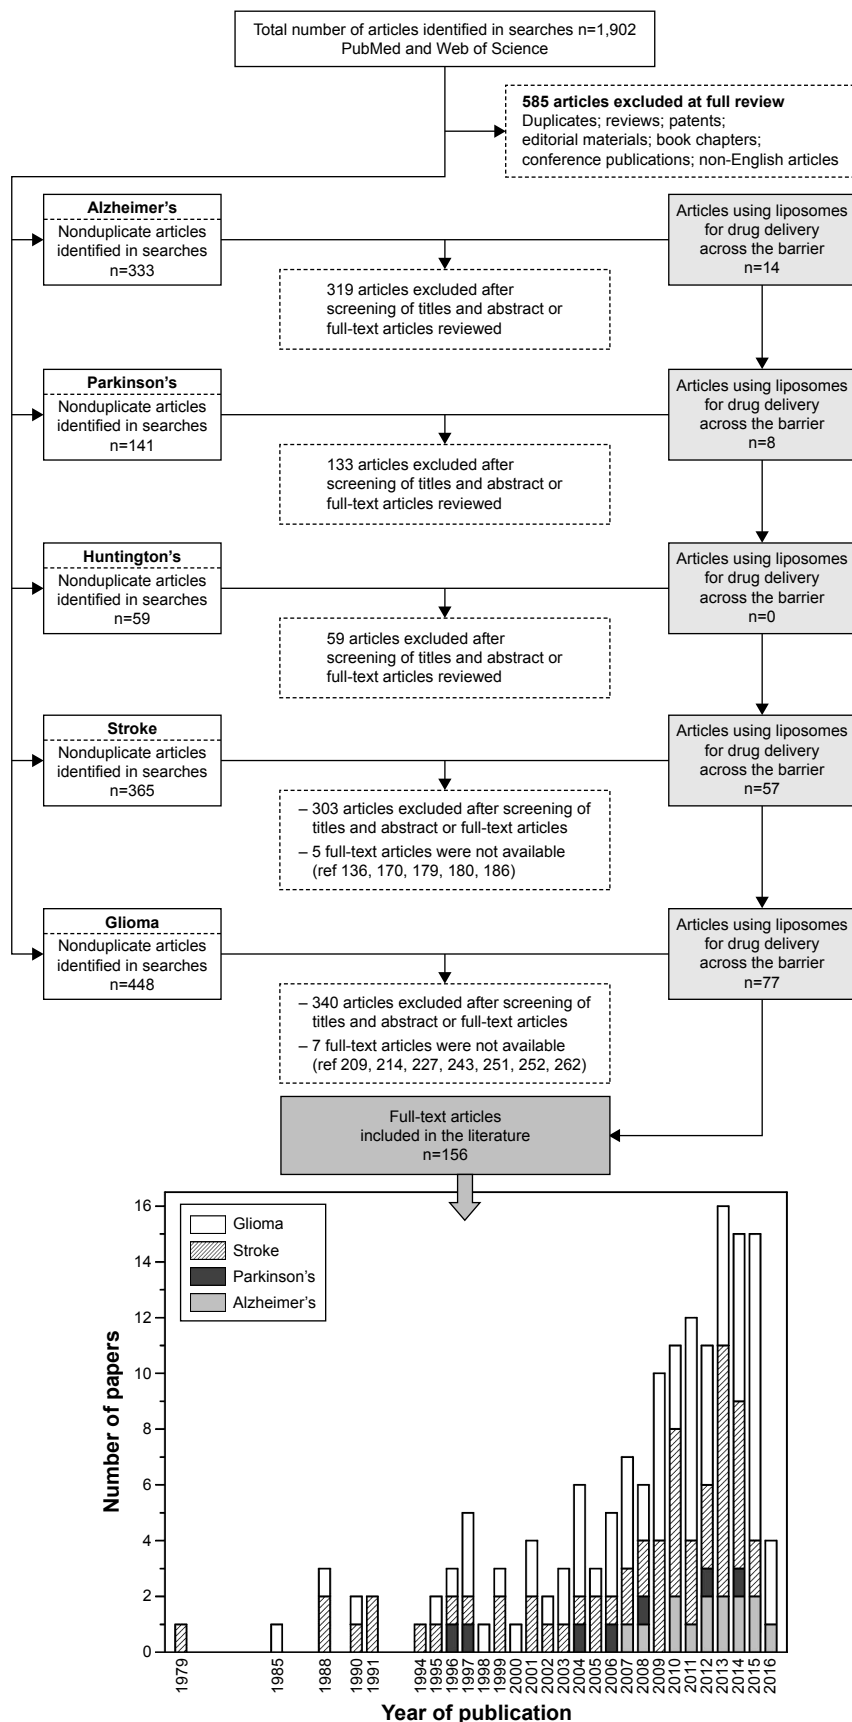 Total number of articles identified in searches n=1,902
PubMed and Web of Science
585 articles excluded at full review
Duplicates; reviews; patents;
editorial materials; book chapters;
conference publications; non-English articles
Alzheimer's
Nonduplicate articles
identified in searches
n=333
Articles using liposomes
for drug delivery
across the barrier
n=14
319 articles excluded after
screening of titles and abstract or
full-text articles reviewed
Parkinson's
Nonduplicate articles
identified in searches
n=141
Articles using liposomes
for drug delivery
across the barrier
n=8
133 articles excluded after
screening of titles and abstract or
full-text articles reviewed
Huntington's
Nonduplicate articles
identified in searches
n=59
Articles using liposomes
for drug delivery
across the barrier
n=0
59 articles excluded after
screening of titles and abstract or
full-text articles reviewed
Stroke
Nonduplicate articles
identified in searches
n=365
Articles using liposomes
for drug delivery
across the barrier
n=57
– 303 articles excluded after screening of
titles and abstract or full-text articles
– 5 full-text articles were not available
(ref 136, 170, 179, 180, 186)
Glioma
Nonduplicate articles
identified in searches
n=448
Articles using liposomes
for drug delivery
across the barrier
n=77
– 340 articles excluded after screening of
titles and abstract or full-text articles
– 7 full-text articles were not available
(ref 209, 214, 227, 243, 251, 252, 262)
Full-text articles
included in the literature
n=156
Number of papers
16
14
12
10
8
6
4
2
0
Glioma
Stroke
Parkinson's
Alzheimer's
1979
1985
1988
1990
1991
1994
1995
1996
1997
1998
1999
2000
2001
2002
2003
2004
2005
2006
2007
2008
2009
2010
2011
2012
2013
2014
2015
2016
Year of publication